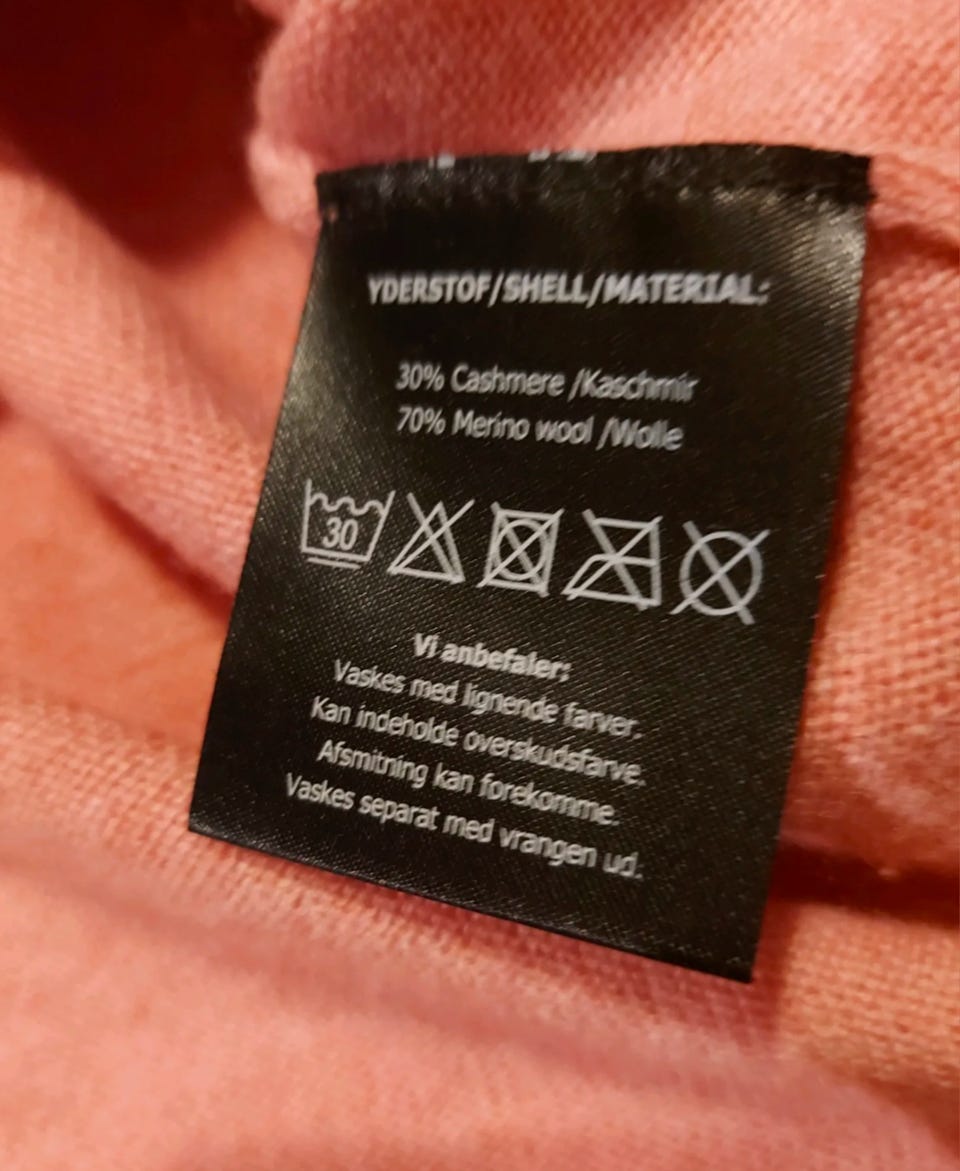 YDERSTOF/SHELL/MATERIAL:
30% Cashmere /Kaschmir
70% Merino wool /Wolle
30
Vi anbefaler:
Vaskes med lignende farver.
Kan indeholde overskudsfarve.
Afsmitning kan forekomme.
Vaskes separat med vrangen ud.